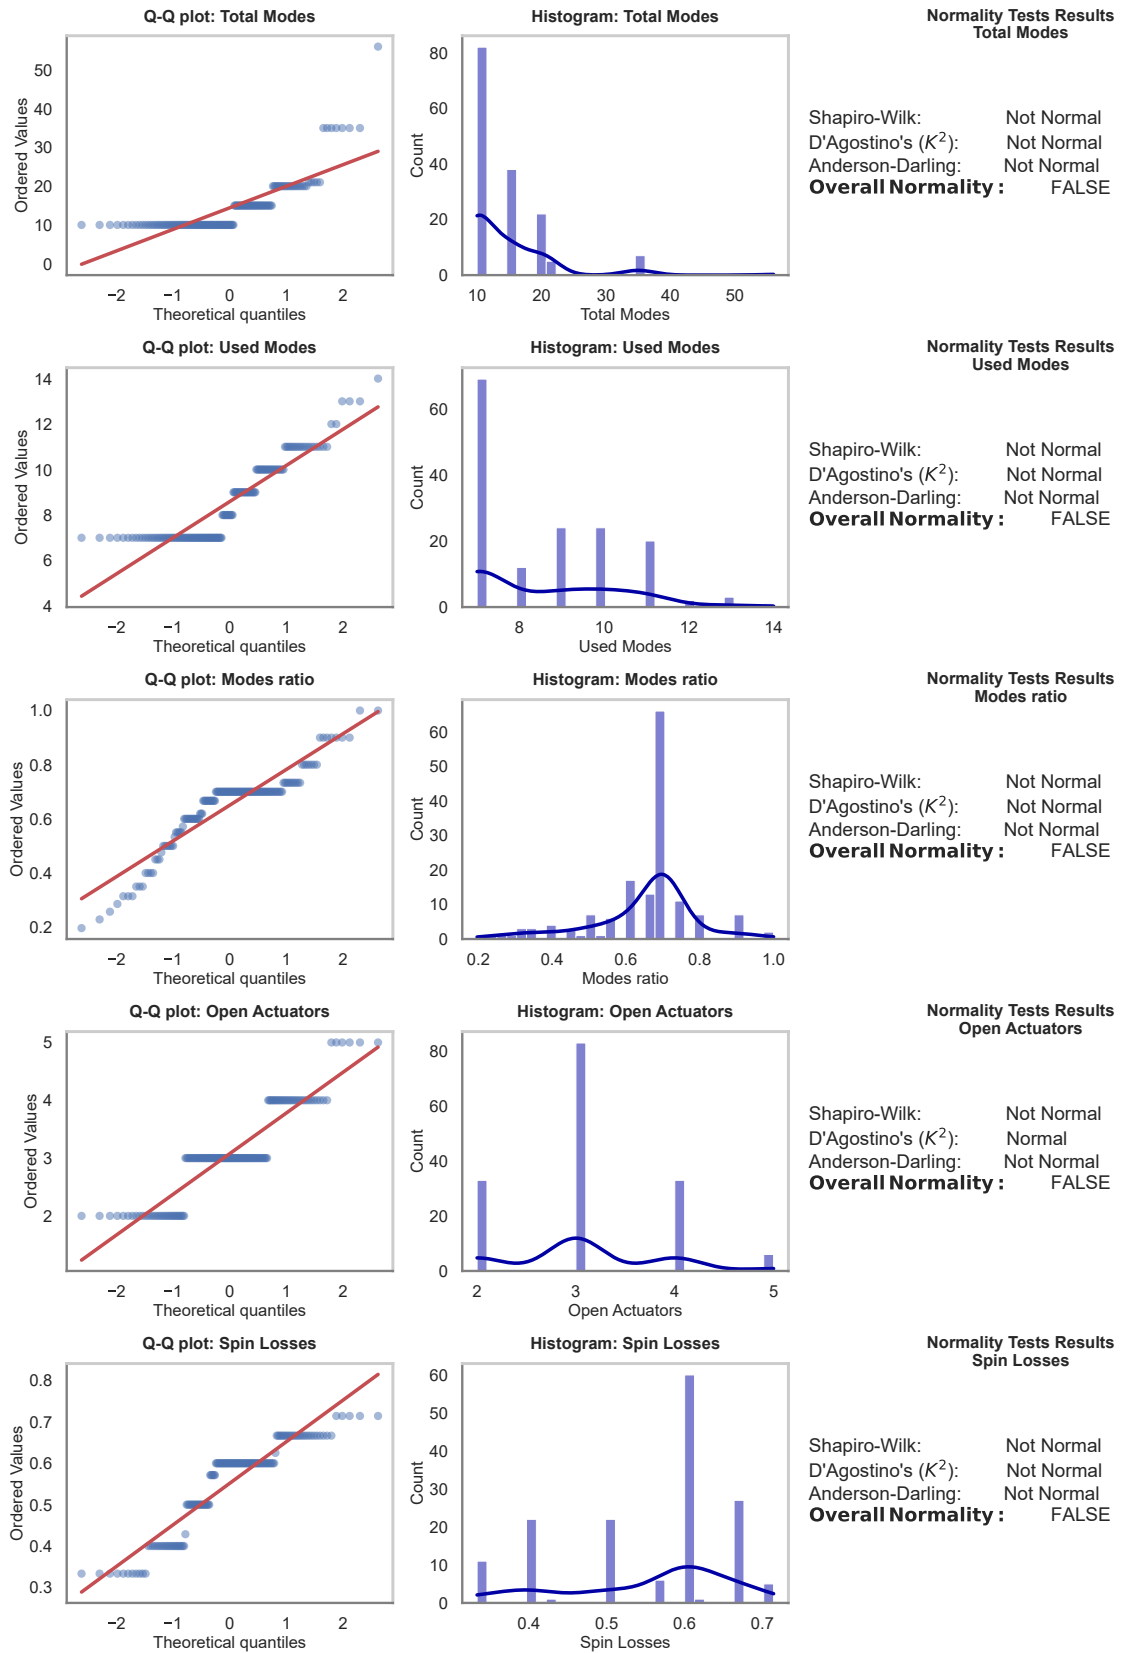 Q-Q plot: Total Modes
Ordered Values
50
40
30
20
10
0
−2 −1 0 1 2
Theoretical quantiles
Histogram: Total Modes
Count
80
60
40
20
0
10 20 30 40 50
Total Modes
Normality Tests Results
Total Modes
Shapiro-Wilk: Not Normal
D'Agostino's (K²): Not Normal
Anderson-Darling: Not Normal
Overall Normality: FALSE
Q-Q plot: Used Modes
Ordered Values
14
12
10
8
6
4
−2 −1 0 1 2
Theoretical quantiles
Histogram: Used Modes
Count
60
40
20
0
8 10 12 14
Used Modes
Normality Tests Results
Used Modes
Shapiro-Wilk: Not Normal
D'Agostino's (K²): Not Normal
Anderson-Darling: Not Normal
Overall Normality: FALSE
Q-Q plot: Modes ratio
Ordered Values
1.0
0.8
0.6
0.4
0.2
−2 −1 0 1 2
Theoretical quantiles
Histogram: Modes ratio
Count
60
50
40
30
20
10
0
0.2 0.4 0.6 0.8 1.0
Modes ratio
Normality Tests Results
Modes ratio
Shapiro-Wilk: Not Normal
D'Agostino's (K²): Not Normal
Anderson-Darling: Not Normal
Overall Normality: FALSE
Q-Q plot: Open Actuators
Ordered Values
5
4
3
2
−2 −1 0 1 2
Theoretical quantiles
Histogram: Open Actuators
Count
80
60
40
20
0
2 3 4 5
Open Actuators
Normality Tests Results
Open Actuators
Shapiro-Wilk: Not Normal
D'Agostino's (K²): Normal
Anderson-Darling: Not Normal
Overall Normality: FALSE
Q-Q plot: Spin Losses
Ordered Values
0.8
0.7
0.6
0.5
0.4
0.3
−2 −1 0 1 2
Theoretical quantiles
Histogram: Spin Losses
Count
60
50
40
30
20
10
0
0.4 0.5 0.6 0.7
Spin Losses
Normality Tests Results
Spin Losses
Shapiro-Wilk: Not Normal
D'Agostino's (K²): Not Normal
Anderson-Darling: Not Normal
Overall Normality: FALSE